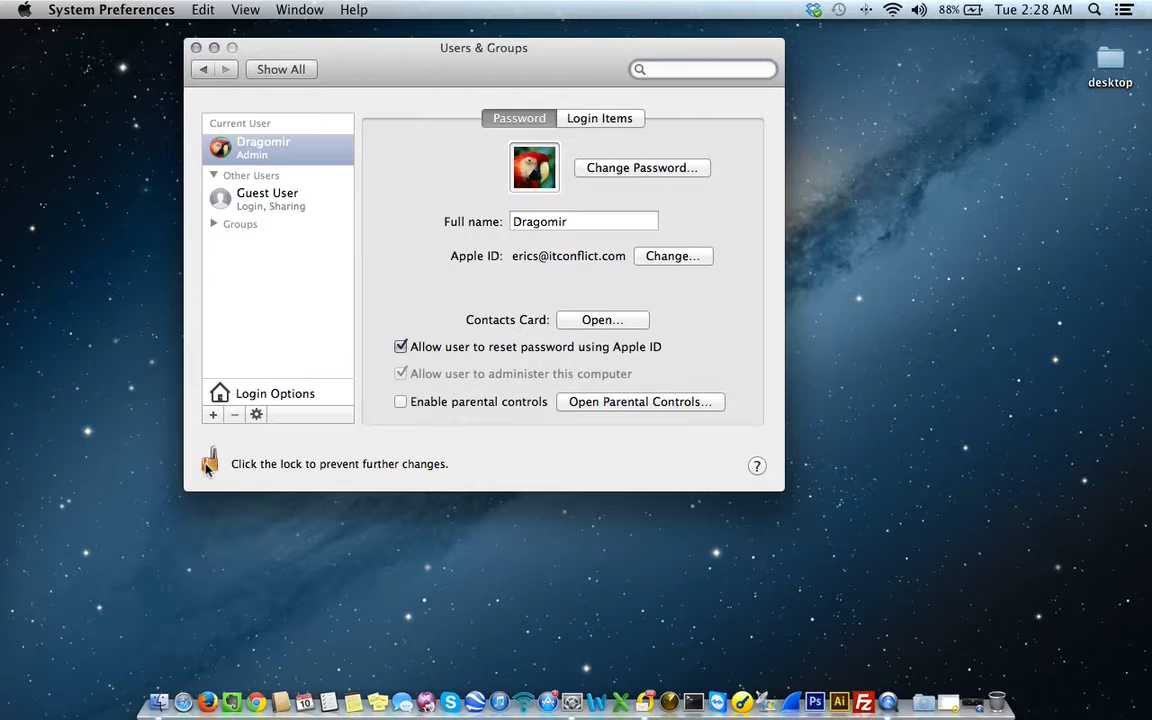 System Preferences Edit View Window Help 88% Tue 2:28 AM
Users & Groups
Show All
desktop
Current User
Dragomir
Admin
Other Users
Guest User
Login, Sharing
Groups
Login Options
+ −
Password Login Items
Change Password...
Full name: Dragomir
Apple ID: erics@itconflict.com Change...
Contacts Card: Open...
Allow user to reset password using Apple ID
Allow user to administer this computer
Enable parental controls Open Parental Controls...
Click the lock to prevent further changes. ?
Ps Ai Fz